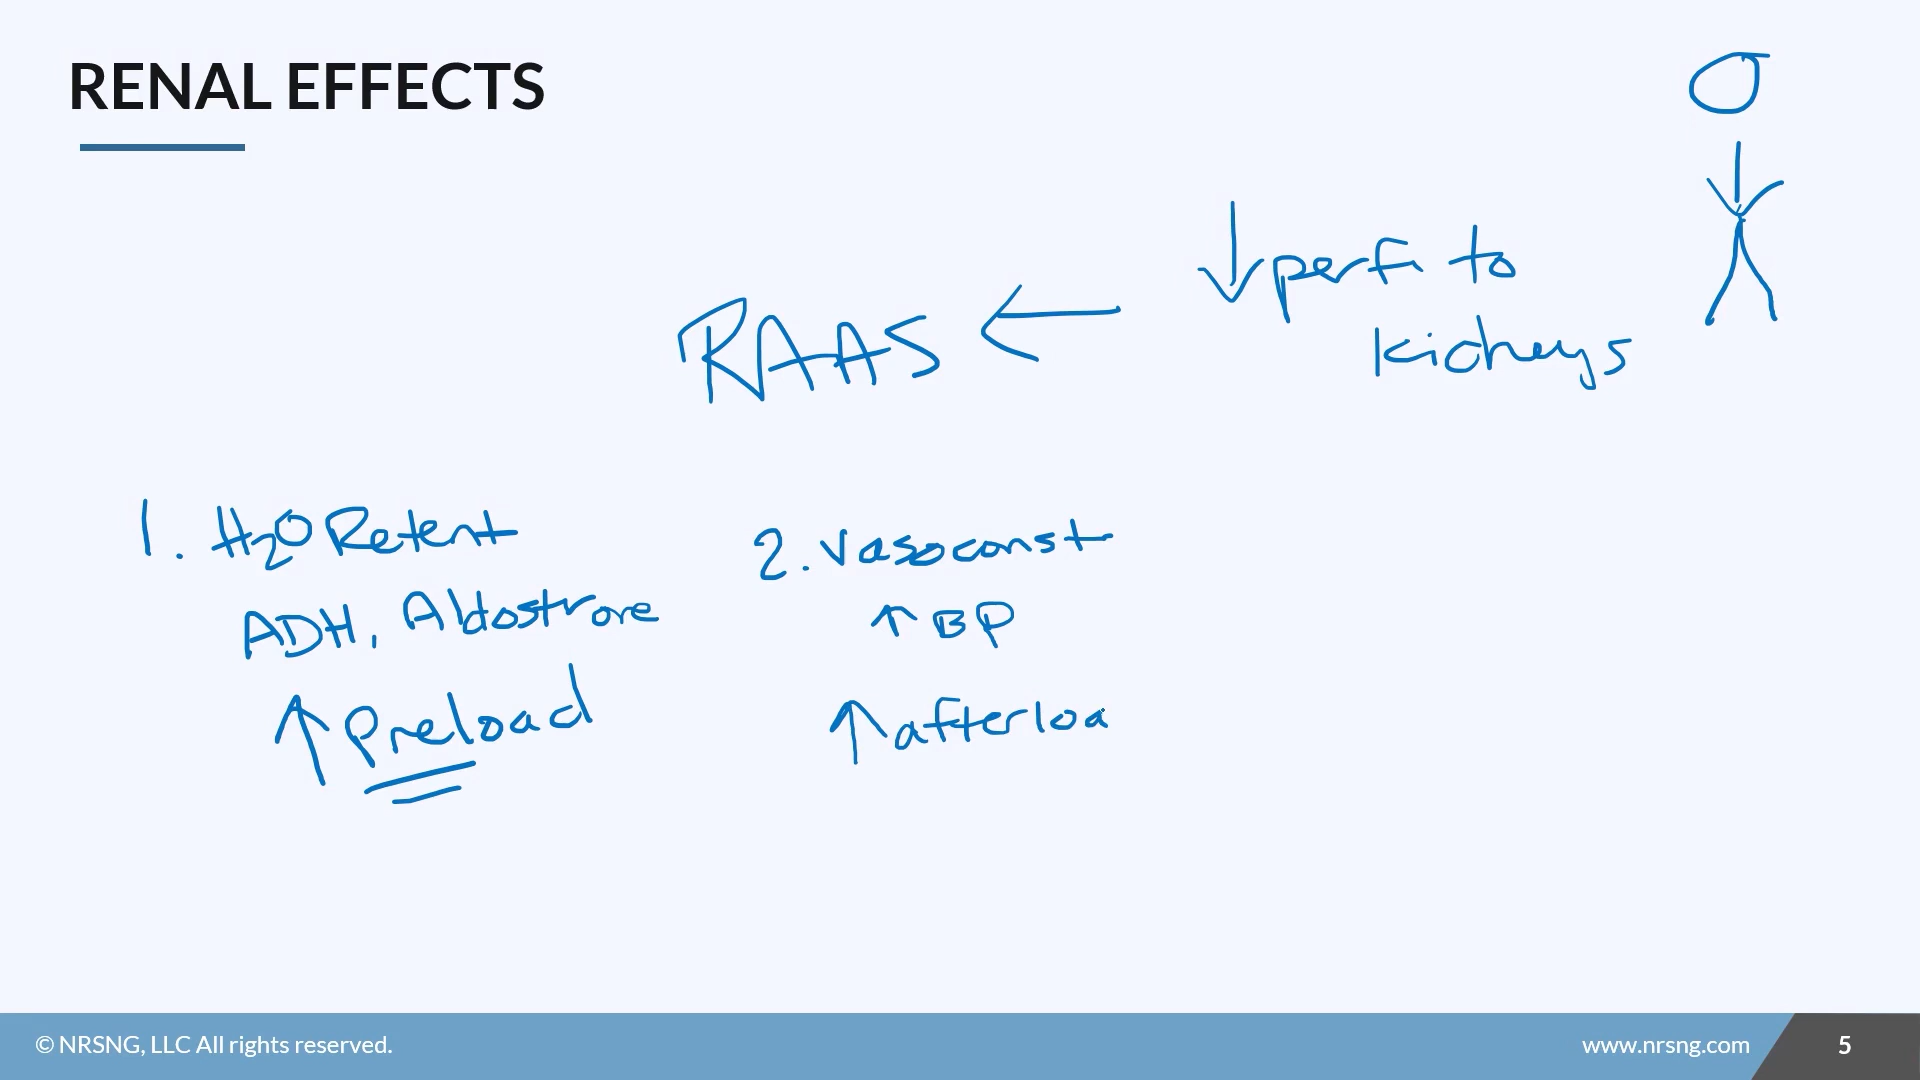 RENAL EFFECTS
↓ perf to
kidneys
RAAS ←
1. H2O Retent
ADH, Aldostrone
↑ Preload
2. Vasoconst
↑ BP
↑ afterloa
© NRSNG, LLC All rights reserved.
www.nrsng.com
5